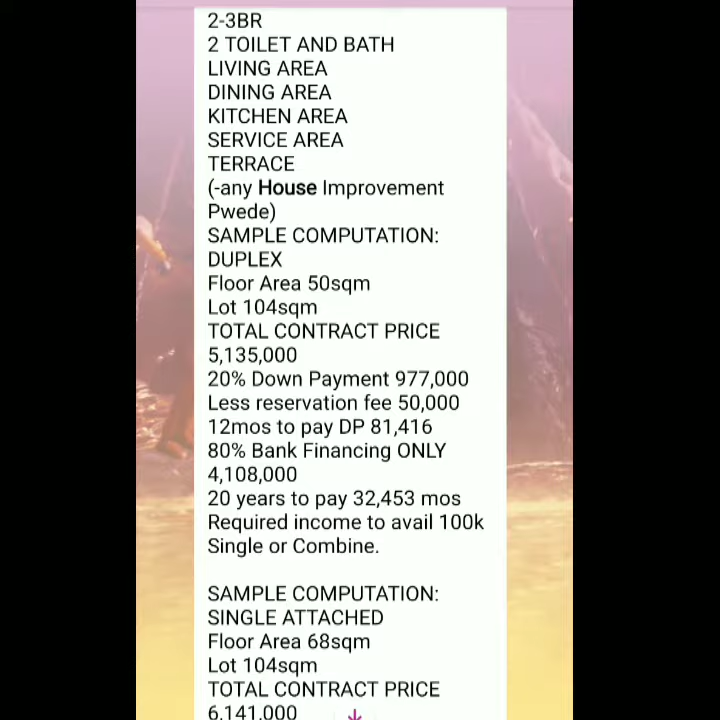 2-3BR
2 TOILET AND BATH
LIVING AREA
DINING AREA
KITCHEN AREA
SERVICE AREA
TERRACE
(-any House Improvement
Pwede)
SAMPLE COMPUTATION:
DUPLEX
Floor Area 50sqm
Lot 104sqm
TOTAL CONTRACT PRICE
5,135,000
20% Down Payment 977,000
Less reservation fee 50,000
12mos to pay DP 81,416
80% Bank Financing ONLY
4,108,000
20 years to pay 32,453 mos
Required income to avail 100k
Single or Combine.
SAMPLE COMPUTATION:
SINGLE ATTACHED
Floor Area 68sqm
Lot 104sqm
TOTAL CONTRACT PRICE
6,141,000